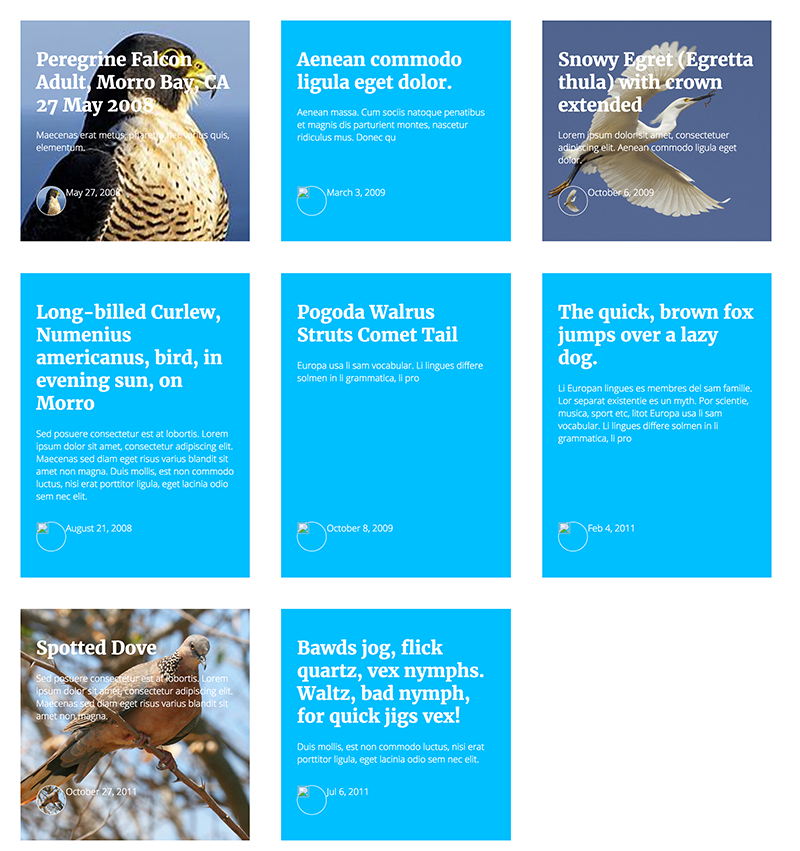 Peregrine Falcon
Adult, Morro Bay, CA
27 May 2008
Maecenas erat metus, pharetra nec varius quis,
elementum.
May 27, 2008
Aenean commodo
ligula eget dolor.
Aenean massa. Cum sociis natoque penatibus
et magnis dis parturient montes, nascetur
ridiculus mus. Donec qu
March 3, 2009
Snowy Egret (Egretta
thula) with crown
extended
Lorem ipsum dolor sit amet, consectetuer
adipiscing elit. Aenean commodo ligula eget
dolor.
October 6, 2009
Long-billed Curlew,
Numenius
americanus, bird, in
evening sun, on
Morro
Sed posuere consectetur est at lobortis. Lorem
ipsum dolor sit amet, consectetur adipiscing elit.
Maecenas sed diam eget risus varius blandit sit
amet non magna. Duis mollis, est non commodo
luctus, nisi erat porttitor ligula, eget lacinia odio
sem nec elit.
August 21, 2008
Pogoda Walrus
Struts Comet Tail
Europa usa li sam vocabular. Li lingues differe
solmen in li grammatica, li pro
October 8, 2009
The quick, brown fox
jumps over a lazy
dog.
Li Europan lingues es membres del sam familie.
Lor separat existentie es un myth. Por scientie,
musica, sport etc, litot Europa usa li sam
vocabular. Li lingues differe solmen in li
grammatica, li pro
Feb 4, 2011
Spotted Dove
Sed posuere consectetur est at lobortis. Lorem
ipsum dolor sit amet, consectetur adipiscing elit.
Maecenas sed diam eget risus varius blandit sit
amet non magna.
October 27, 2011
Bawds jog, flick
quartz, vex nymphs.
Waltz, bad nymph,
for quick jigs vex!
Duis mollis, est non commodo luctus, nisi erat
porttitor ligula, eget lacinia odio sem nec elit.
Jul 6, 2011